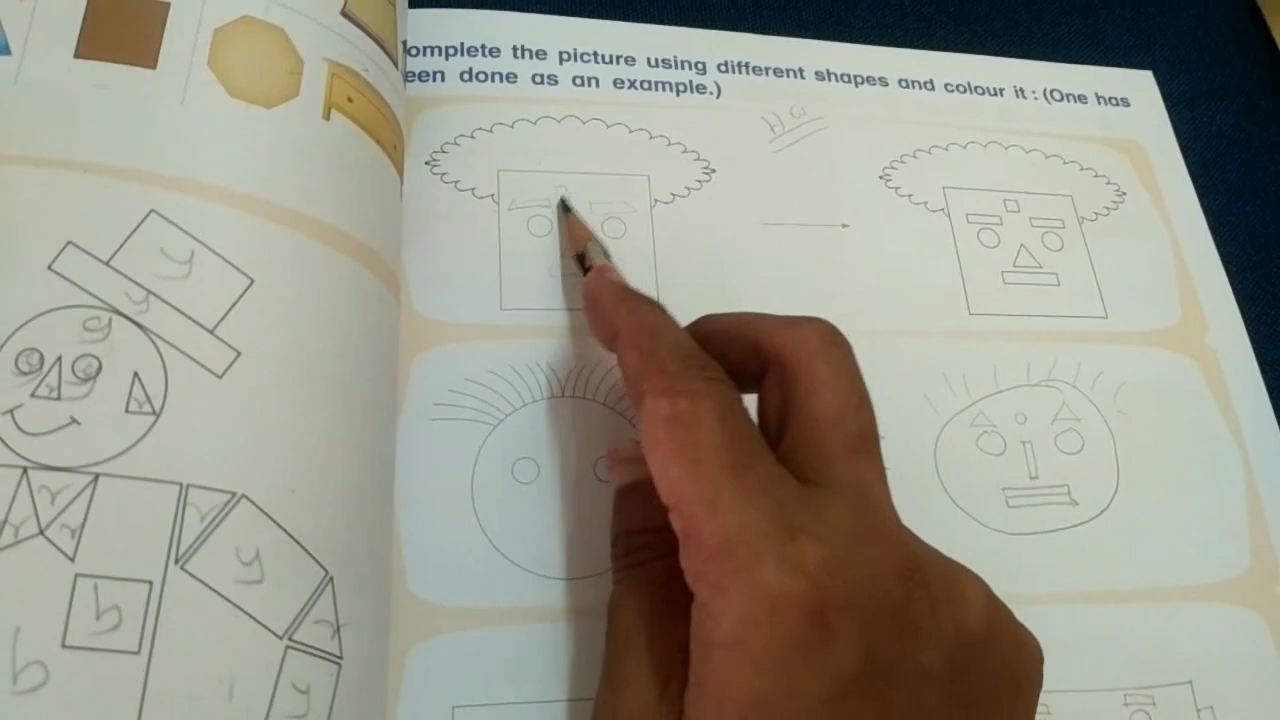 omplete the picture using different shapes and colour it : (One has
een done as an example.)
H.W
y
y
g
r
r
r
r
y
b
b
y